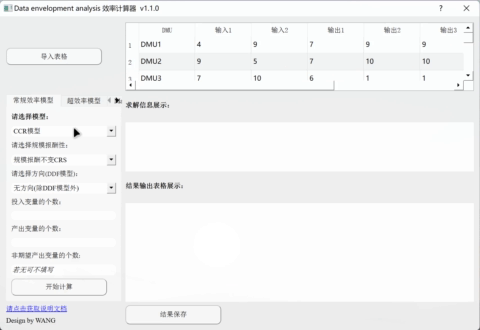 Data envelopment analysis 效率计算器 v1.1.0
导入表格
DMU 输入1 输入2 输出1 输出2 输出3
1 DMU1 4 9 7 9 9
2 DMU2 9 5 7 10 10
3 DMU3 7 10 6 1 1
常规效率模型 超效率模型
请选择模型：
CCR模型
请选择规模报酬性：
规模报酬不变CRS
请选择方向(DDF模型)：
无方向(除DDF模型外)
投入变量的个数：
产出变量的个数：
非期望产出变量的个数：
若无可不填写
开始计算
请点击获取说明文档
Design by WANG
求解信息展示：
结果输出表格展示：
结果保存